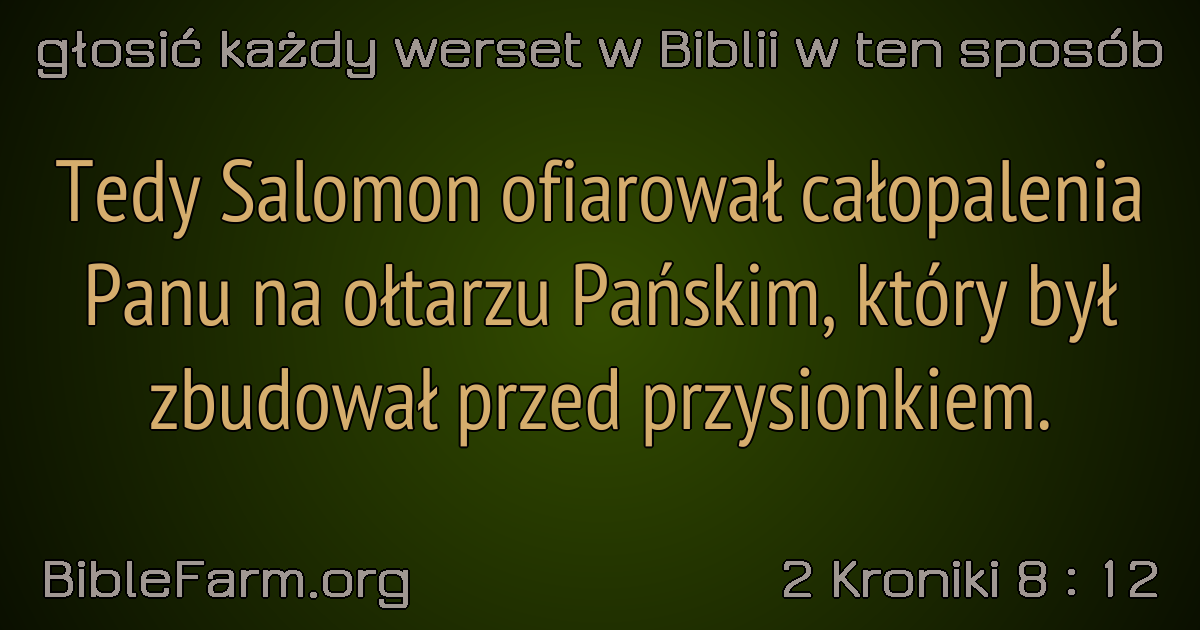 głosić każdy werset w Biblii w ten sposób
Tedy Salomon ofiarował całopalenia
Panu na ołtarzu Pańskim, który był
zbudował przed przysionkiem.
BibleFarm.org
2 Kroniki 8 : 12